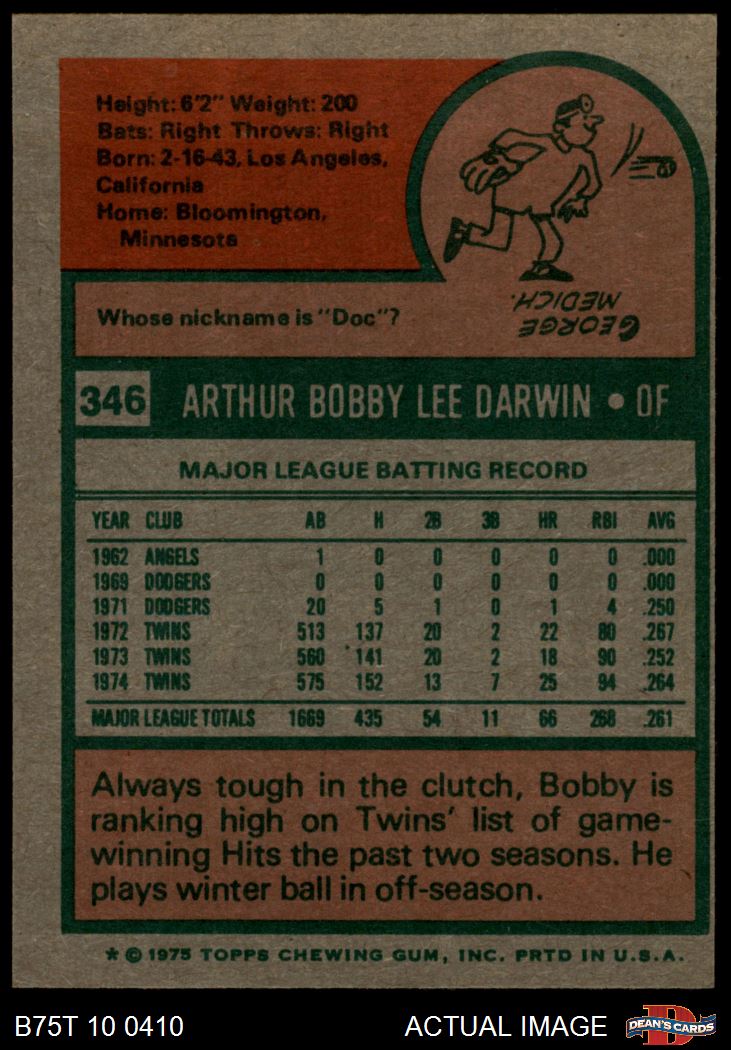 Height: 6'2" Weight: 200
Bats: Right Throws: Right
Born: 2-16-43, Los Angeles,
California
Home: Bloomington,
Minnesota
Whose nickname is "Doc"?
GEORGE
MEDICH.
346 ARTHUR BOBBY LEE DARWIN • OF
MAJOR LEAGUE BATTING RECORD
YEAR CLUB AB H 2B 3B HR RBI AVG
1962 ANGELS 1 0 0 0 0 0 .000
1969 DODGERS 0 0 0 0 0 0 .000
1971 DODGERS 20 5 1 0 1 4 .250
1972 TWINS 513 137 20 2 22 80 .267
1973 TWINS 560 141 20 2 18 90 .252
1974 TWINS 575 152 13 7 25 94 .264
MAJOR LEAGUE TOTALS 1669 435 54 11 66 268 .261
Always tough in the clutch, Bobby is
ranking high on Twins' list of game-
winning Hits the past two seasons. He
plays winter ball in off-season.
* © 1975 TOPPS CHEWING GUM, INC. PRTD IN U.S.A.
B75T 10 0410 ACTUAL IMAGE DEAN'S CARDS